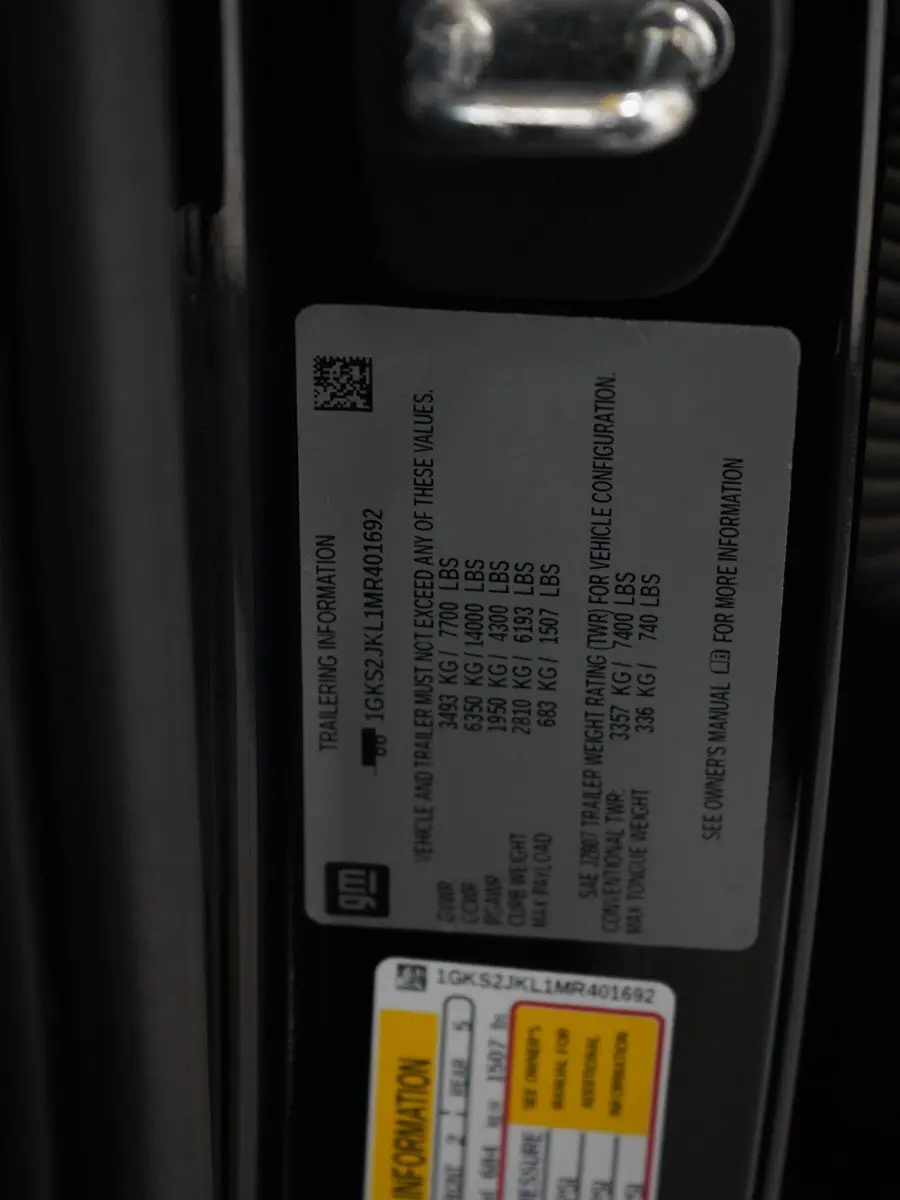 gm
TRAILERING INFORMATION
1GKS2JKL1MR401692
VEHICLE AND TRAILER MUST NOT EXCEED ANY OF THESE VALUES.
GVWR 3493 KG / 7700 LBS
GCWR 6350 KG / 14000 LBS
RGAWR 1950 KG / 4300 LBS
CURB WEIGHT 2810 KG / 6193 LBS
MAX PAYLOAD 683 KG / 1507 LBS
SAE J2807 TRAILER WEIGHT RATING (TWR) FOR VEHICLE CONFIGURATION.
CONVENTIONAL TWR: 3357 KG / 7400 LBS
MAX TONGUE WEIGHT 336 KG / 740 LBS
SEE OWNER'S MANUAL FOR MORE INFORMATION
1GKS2JKL1MR401692
INFORMATION
2 REAR 5
1507 lbs
SEE OWNER'S
MANUAL FOR
ADDITIONAL
INFORMATION